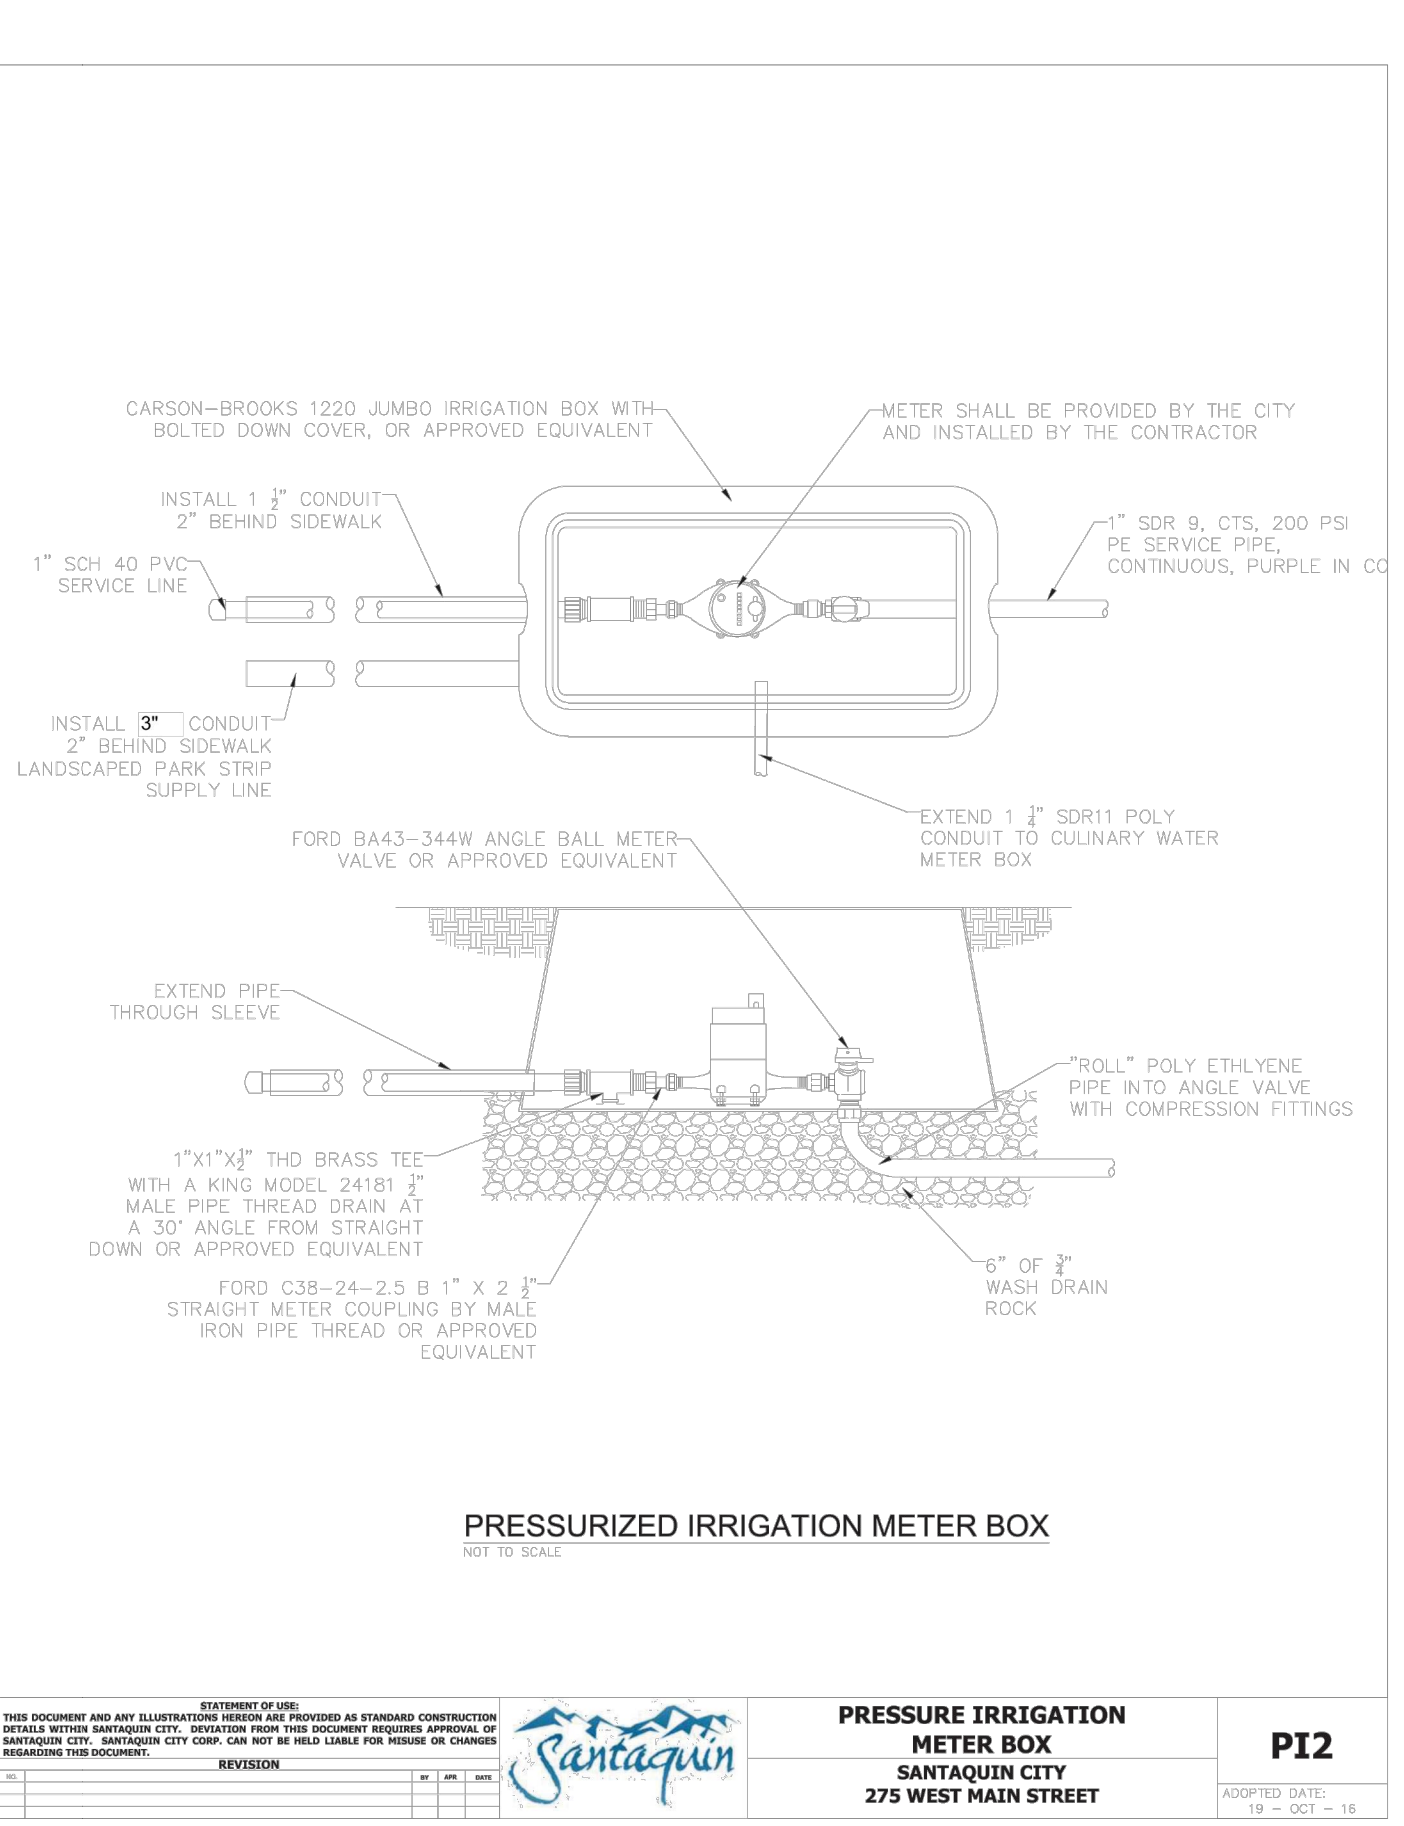 CARSON-BROOKS 1220 JUMBO IRRIGATION BOX WITH
BOLTED DOWN COVER, OR APPROVED EQUIVALENT
METER SHALL BE PROVIDED BY THE CITY
AND INSTALLED BY THE CONTRACTOR
INSTALL 1 ½" CONDUIT
2" BEHIND SIDEWALK
1" SCH 40 PVC
SERVICE LINE
1" SDR 9, CTS, 200 PSI
PE SERVICE PIPE,
CONTINUOUS, PURPLE IN CO
INSTALL 3" CONDUIT
2" BEHIND SIDEWALK
LANDSCAPED PARK STRIP
SUPPLY LINE
EXTEND 1 ¼" SDR11 POLY
CONDUIT TO CULINARY WATER
METER BOX
FORD BA43-344W ANGLE BALL METER
VALVE OR APPROVED EQUIVALENT
EXTEND PIPE
THROUGH SLEEVE
"ROLL" POLY ETHLYENE
PIPE INTO ANGLE VALVE
WITH COMPRESSION FITTINGS
1"X1"X½" THD BRASS TEE
WITH A KING MODEL 24181 ½"
MALE PIPE THREAD DRAIN AT
A 30° ANGLE FROM STRAIGHT
DOWN OR APPROVED EQUIVALENT
FORD C38-24-2.5 B 1" X 2 ½"
STRAIGHT METER COUPLING BY MALE
IRON PIPE THREAD OR APPROVED
EQUIVALENT
6" OF ¾"
WASH DRAIN
ROCK
PRESSURIZED IRRIGATION METER BOX
NOT TO SCALE
STATEMENT OF USE:
THIS DOCUMENT AND ANY ILLUSTRATIONS HEREON ARE PROVIDED AS STANDARD CONSTRUCTION
DETAILS WITHIN SANTAQUIN CITY. DEVIATION FROM THIS DOCUMENT REQUIRES APPROVAL OF
SANTAQUIN CITY. SANTAQUIN CITY CORP. CAN NOT BE HELD LIABLE FOR MISUSE OR CHANGES
REGARDING THIS DOCUMENT.
REVISION
NO. BY APR DATE
Santaquin
PRESSURE IRRIGATION
METER BOX
SANTAQUIN CITY
275 WEST MAIN STREET
PI2
ADOPTED DATE:
19 - OCT - 16